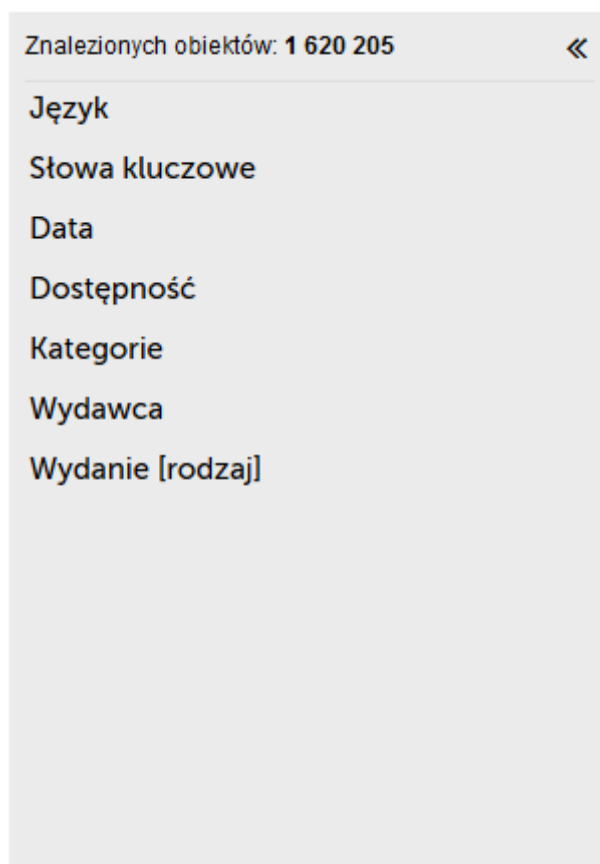 Znalezionych obiektów: 1 620 205 «
Język
Słowa kluczowe
Data
Dostępność
Kategorie
Wydawca
Wydanie [rodzaj]